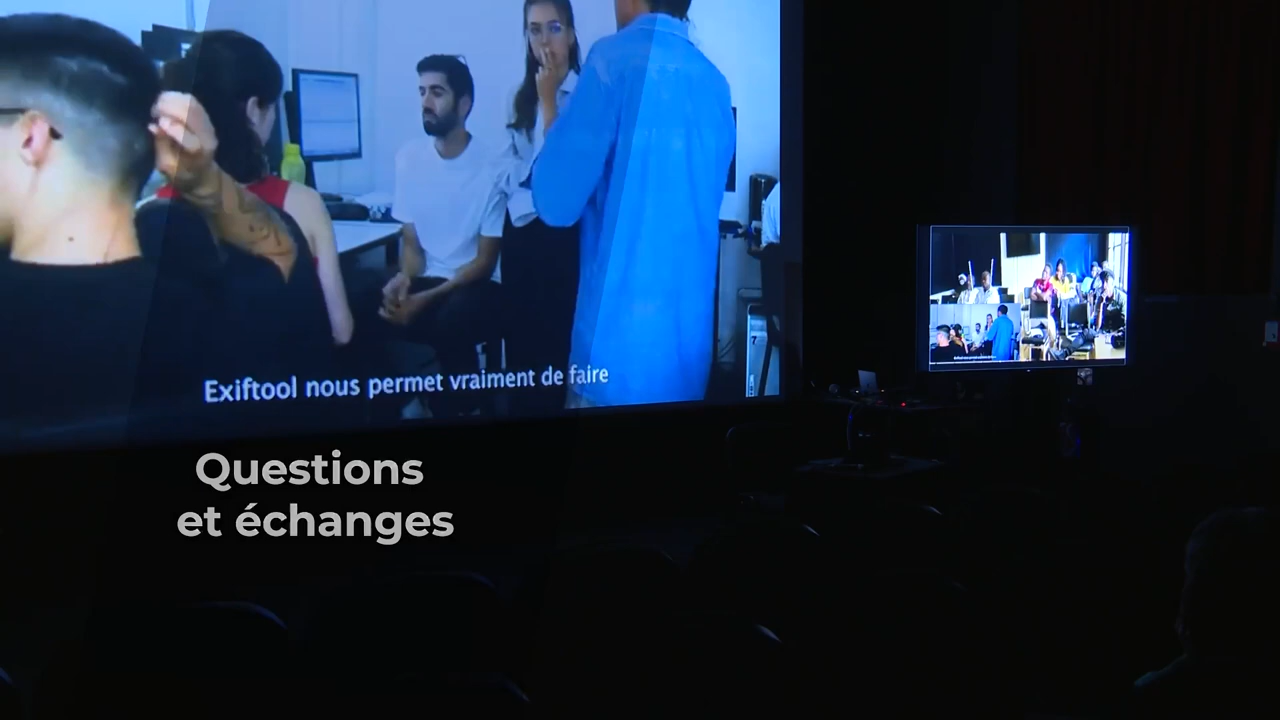 Exiftool nous permet vraiment de faire
Questions
et échanges